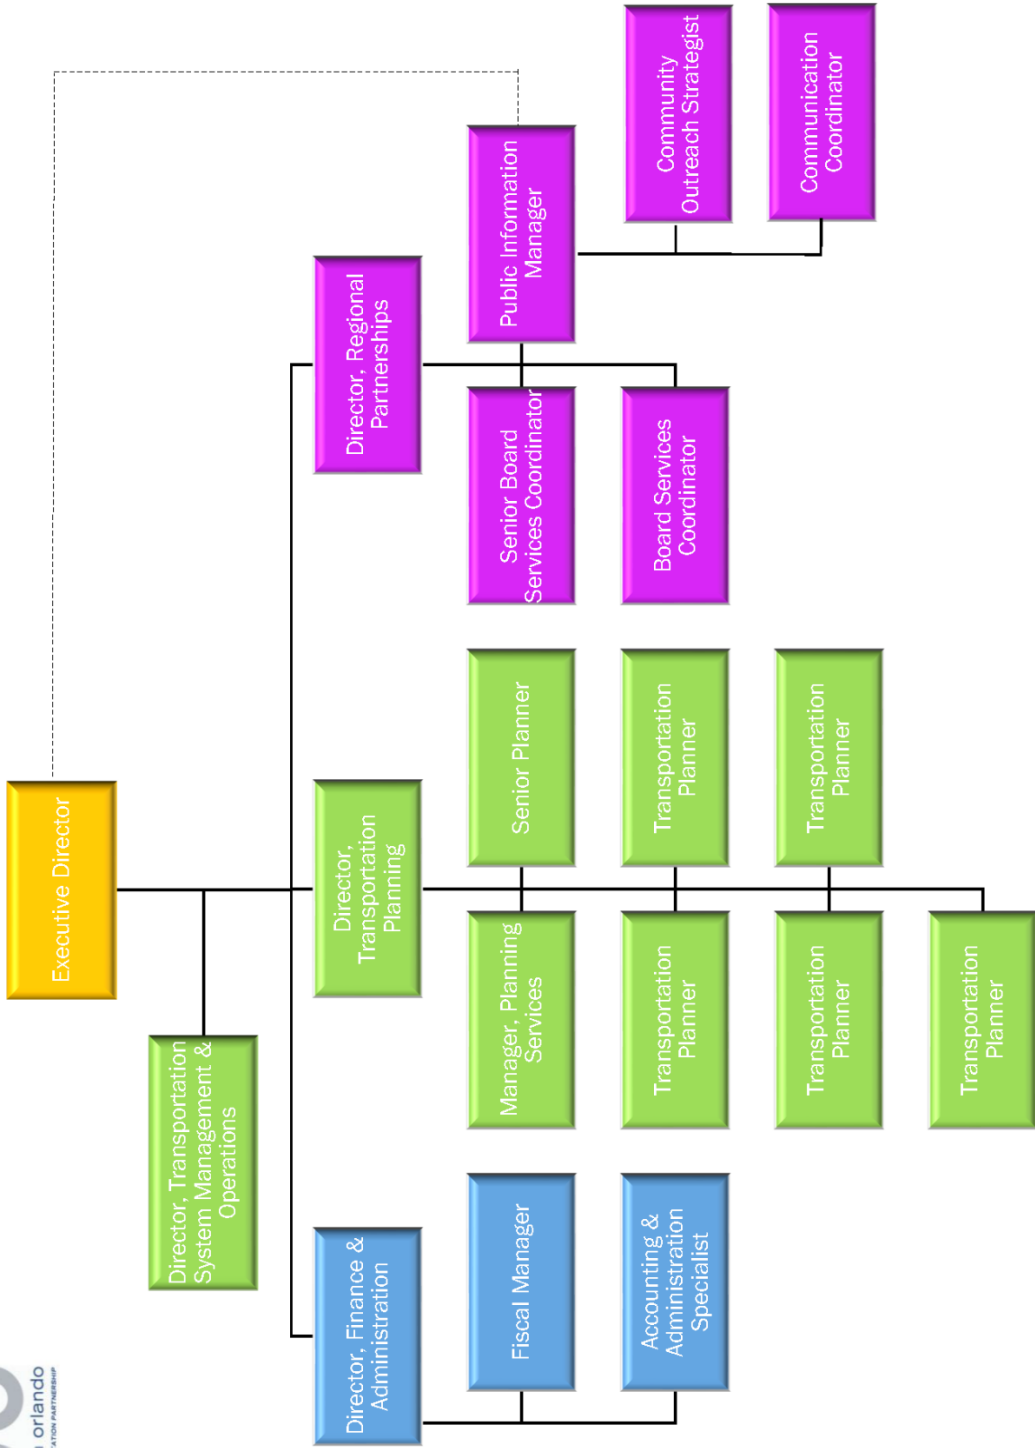 orlando
Executive Director
Director, Transportation
System Management &
Operations
Director, Finance &
Administration
Director,
Transportation
Planning
Director, Regional
Partnerships
Fiscal Manager
Manager, Planning
Services
Senior Planner
Senior Board
Services Coordinator
Public Information
Manager
Accounting &
Administration
Specialist
Transportation
Planner
Transportation
Planner
Board Services
Coordinator
Community
Outreach Strategist
Transportation
Planner
Transportation
Planner
Communication
Coordinator
Transportation
Planner